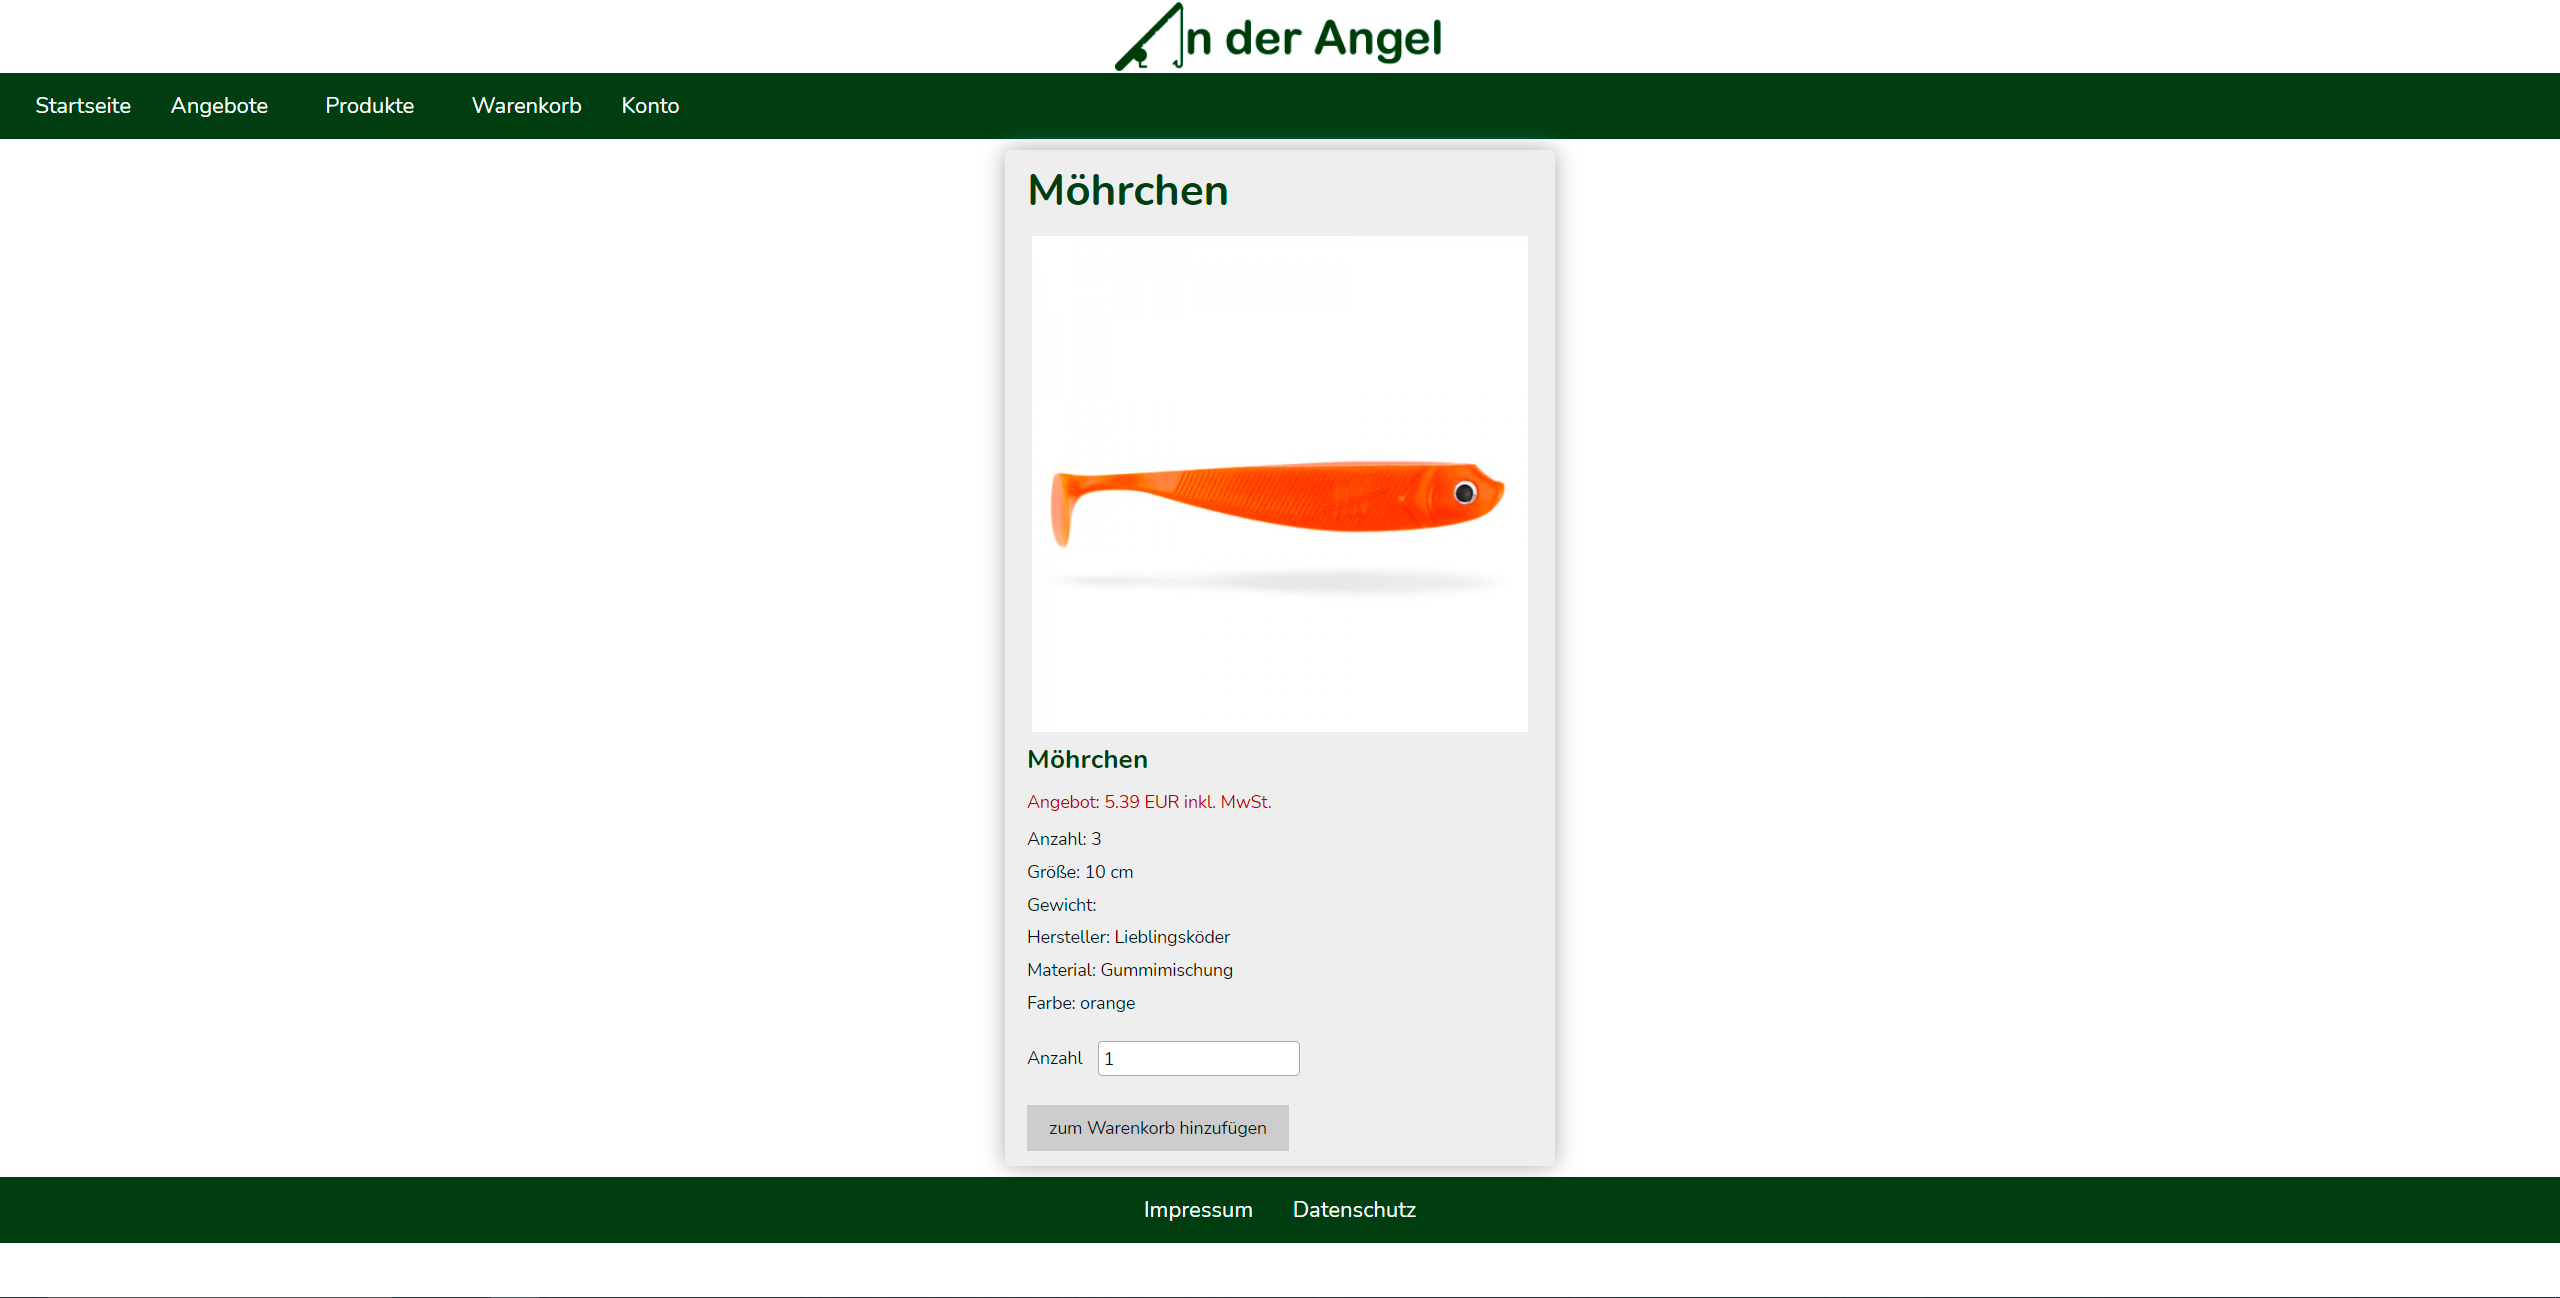 An der Angel
Startseite Angebote Produkte Warenkorb Konto
Möhrchen
Möhrchen
Angebot: 5.39 EUR inkl. MwSt.
Anzahl: 3
Größe: 10 cm
Gewicht:
Hersteller: Lieblingsköder
Material: Gummimischung
Farbe: orange
Anzahl 1
zum Warenkorb hinzufügen
Impressum Datenschutz